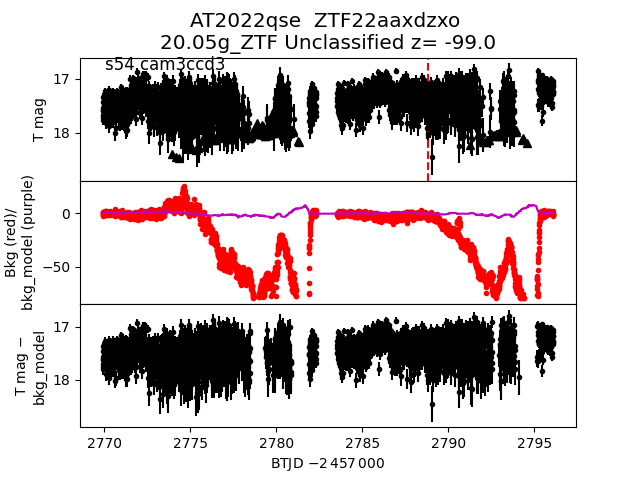 AT2022qse  ZTF22aaxdzxo
20.05g_ZTF Unclassified z= -99.0
s54 cam3ccd3
17
18
T mag
0
−50
Bkg (red)/
bkg_model (purple)
17
18
T mag −
bkg_model
2770 2775 2780 2785 2790 2795
BTJD −2 457 000